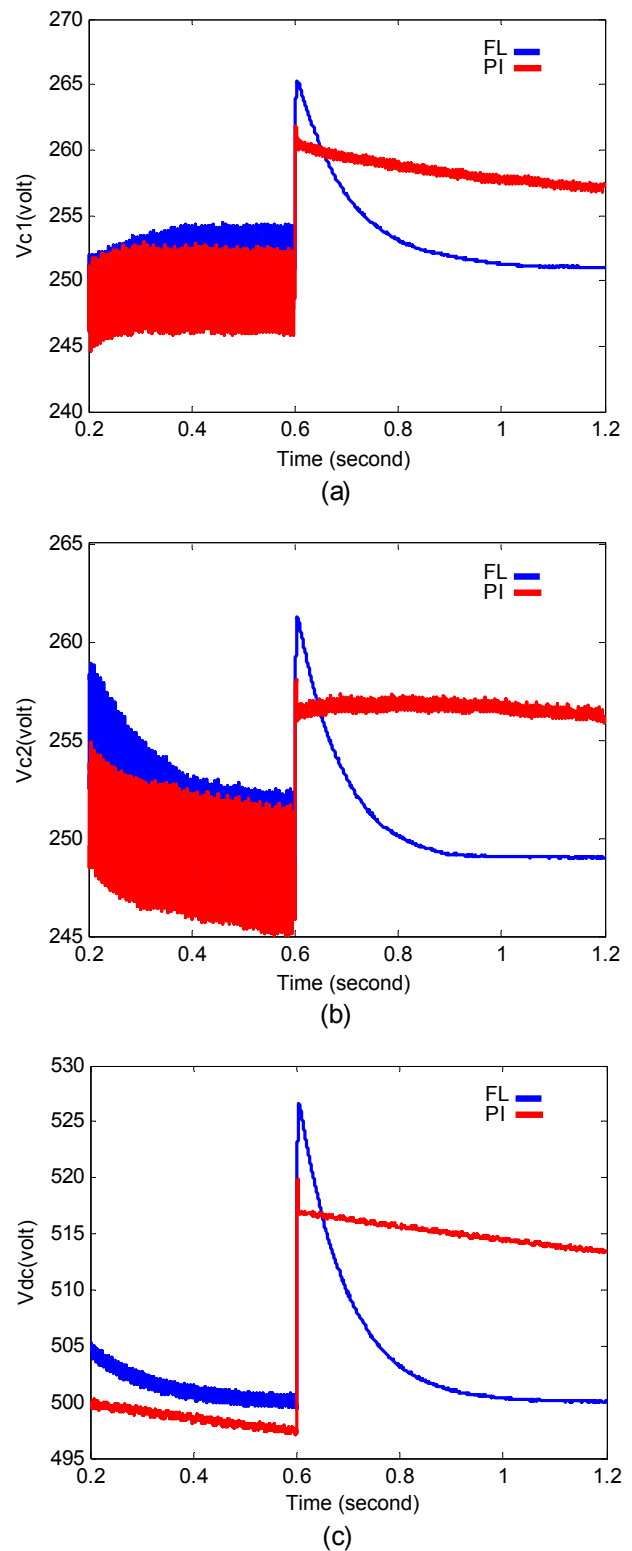 270
265
260
255
250
245
240
Vc1(volt)
FL
PI
0.2 0.4 0.6 0.8 1 1.2
Time (second)
(a)
265
260
255
250
245
Vc2(volt)
FL
PI
0.2 0.4 0.6 0.8 1 1.2
Time (second)
(b)
530
525
520
515
510
505
500
495
Vdc(volt)
FL
PI
0.2 0.4 0.6 0.8 1 1.2
Time (second)
(c)